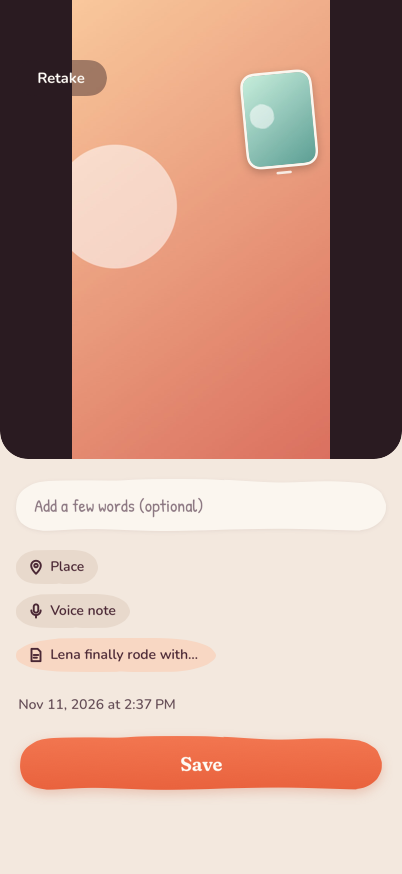 Retake
Add a few words (optional)
Place
Voice note
Lena finally rode with...
Nov 11, 2026 at 2:37 PM
Save